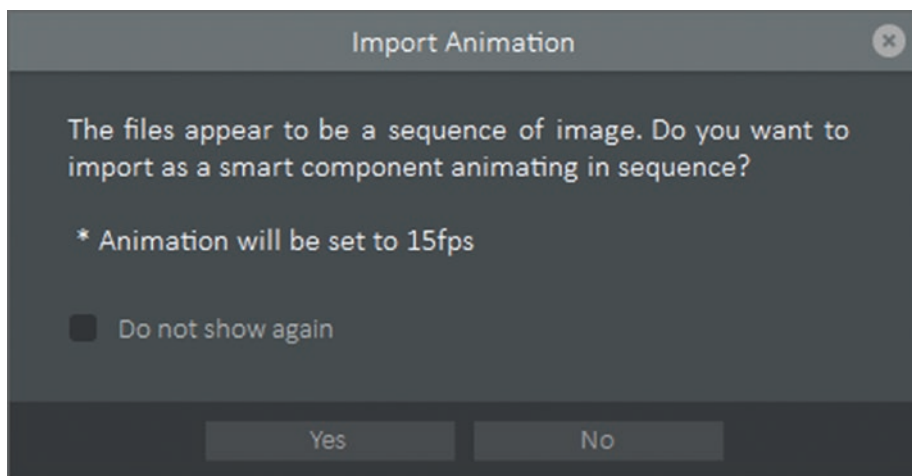 Import Animation
The files appear to be a sequence of image. Do you want to
import as a smart component animating in sequence?
* Animation will be set to 15fps
Do not show again
Yes No